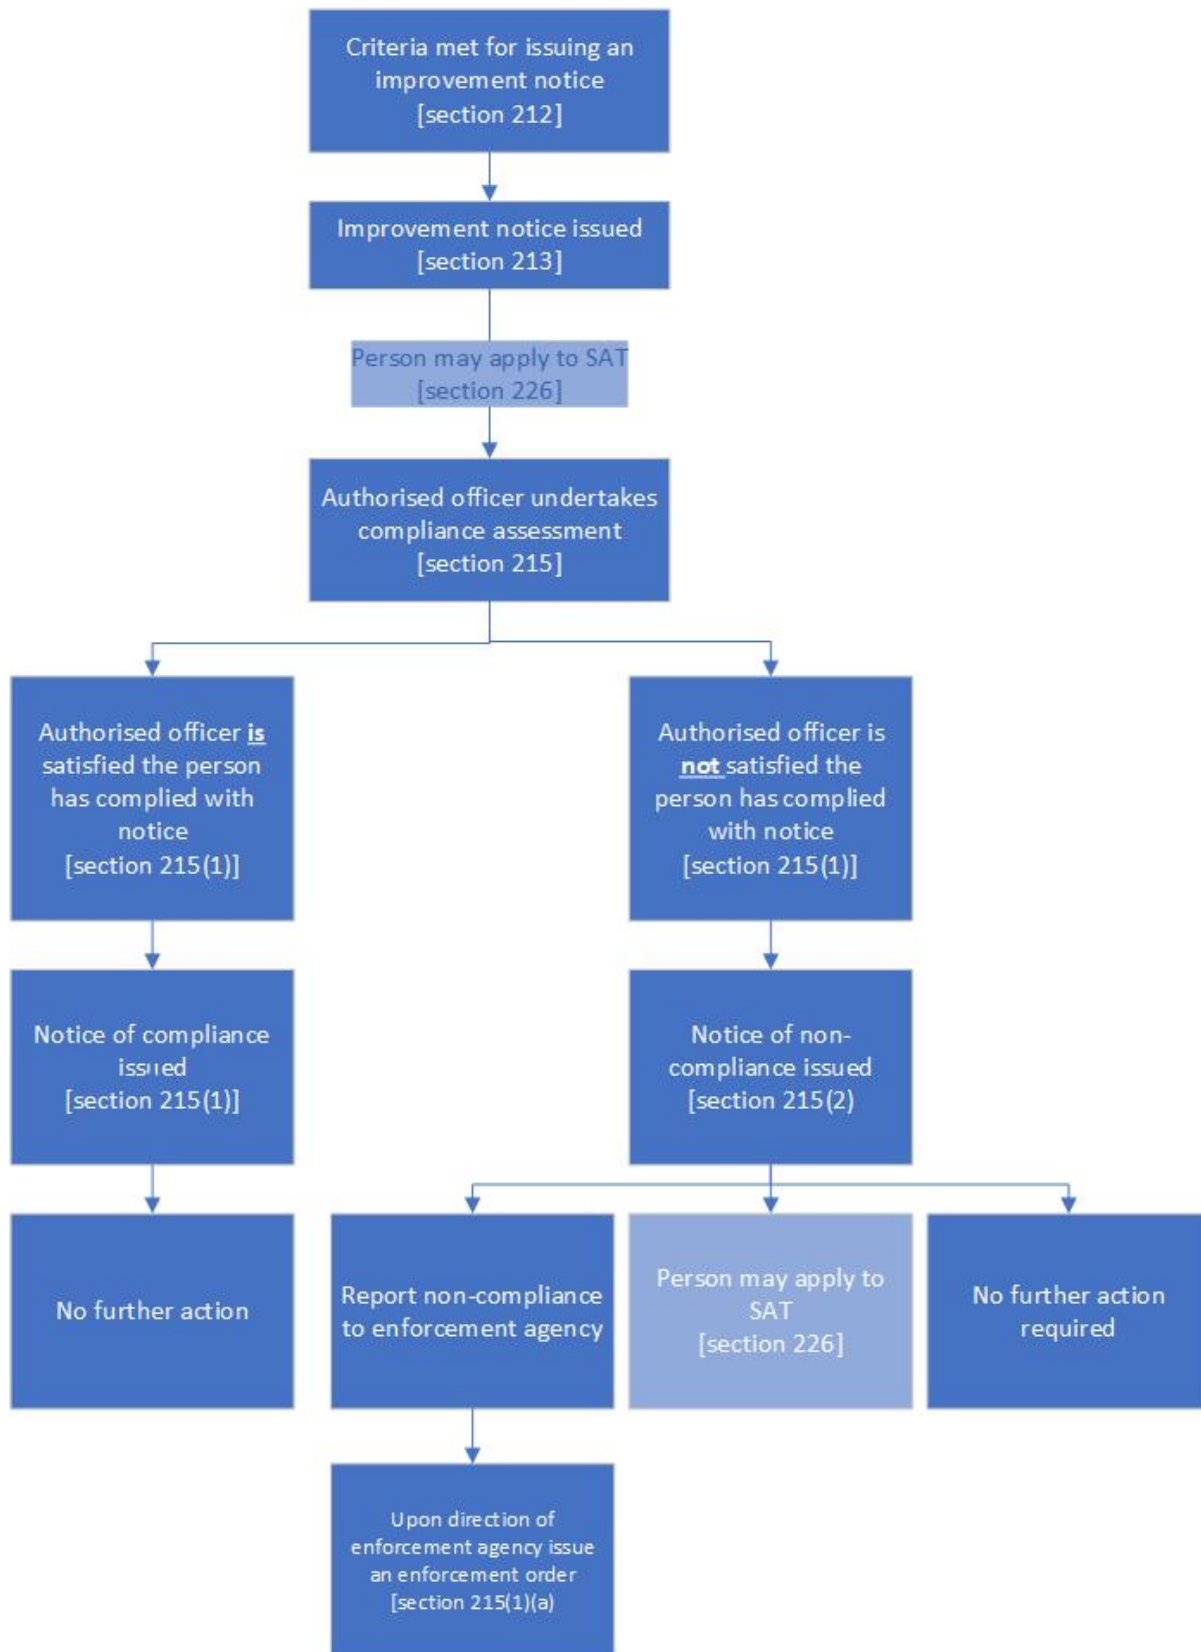 Criteria met for issuing an
improvement notice
[section 212]
Improvement notice issued
[section 213]
Person may apply to SAT
[section 226]
Authorised officer undertakes
compliance assessment
[section 215]
Authorised officer is
satisfied the person
has complied with
notice
[section 215(1)]
Authorised officer is
not satisfied the
person has complied
with notice
[section 215(1)]
Notice of compliance
issued
[section 215(1)]
Notice of non-
compliance issued
[section 215(2)
No further action
Report non-compliance
to enforcement agency
Person may apply to
SAT
[section 226]
No further action
required
Upon direction of
enforcement agency issue
an enforcement order
[section 215(1)(a)